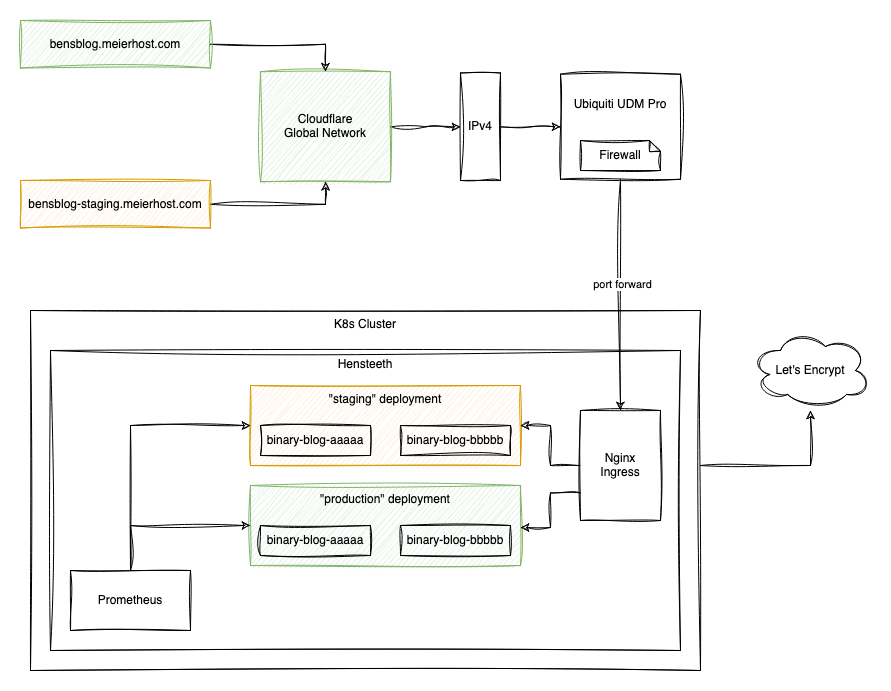 bensblog.meierhost.com
Cloudflare
Global Network
IPv4
Ubiquiti UDM Pro
Firewall
bensblog-staging.meierhost.com
port forward
K8s Cluster
Hensteeth
Let's Encrypt
"staging" deployment
binary-blog-aaaaa
binary-blog-bbbbb
Nginx
Ingress
"production" deployment
binary-blog-aaaaa
binary-blog-bbbbb
Prometheus